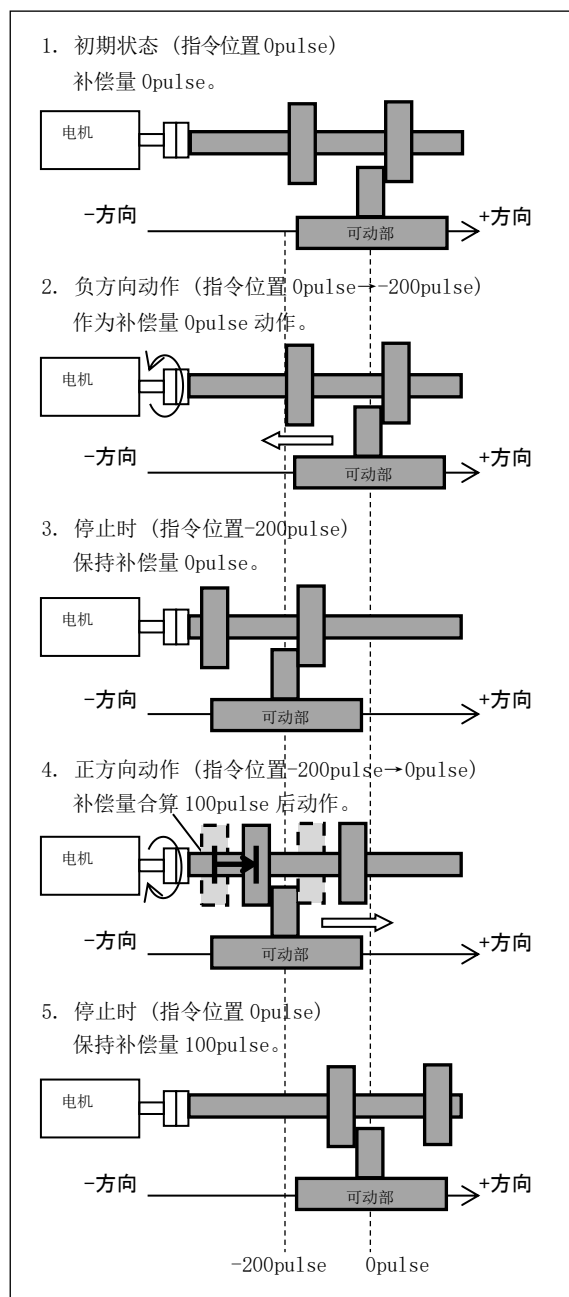 1. 初期状态 (指令位置 0pulse)
补偿量 0pulse。
电机
-方向
+方向
可动部
2. 负方向动作 (指令位置 0pulse→-200pulse)
作为补偿量 0pulse 动作。
电机
-方向
+方向
可动部
3. 停止时 (指令位置-200pulse)
保持补偿量 0pulse。
电机
-方向
+方向
可动部
4. 正方向动作 (指令位置-200pulse→0pulse)
补偿量合算 100pulse 后动作。
电机
-方向
+方向
可动部
5. 停止时 (指令位置 0pulse)
保持补偿量 100pulse。
电机
-方向
+方向
可动部
-200pulse 0pulse